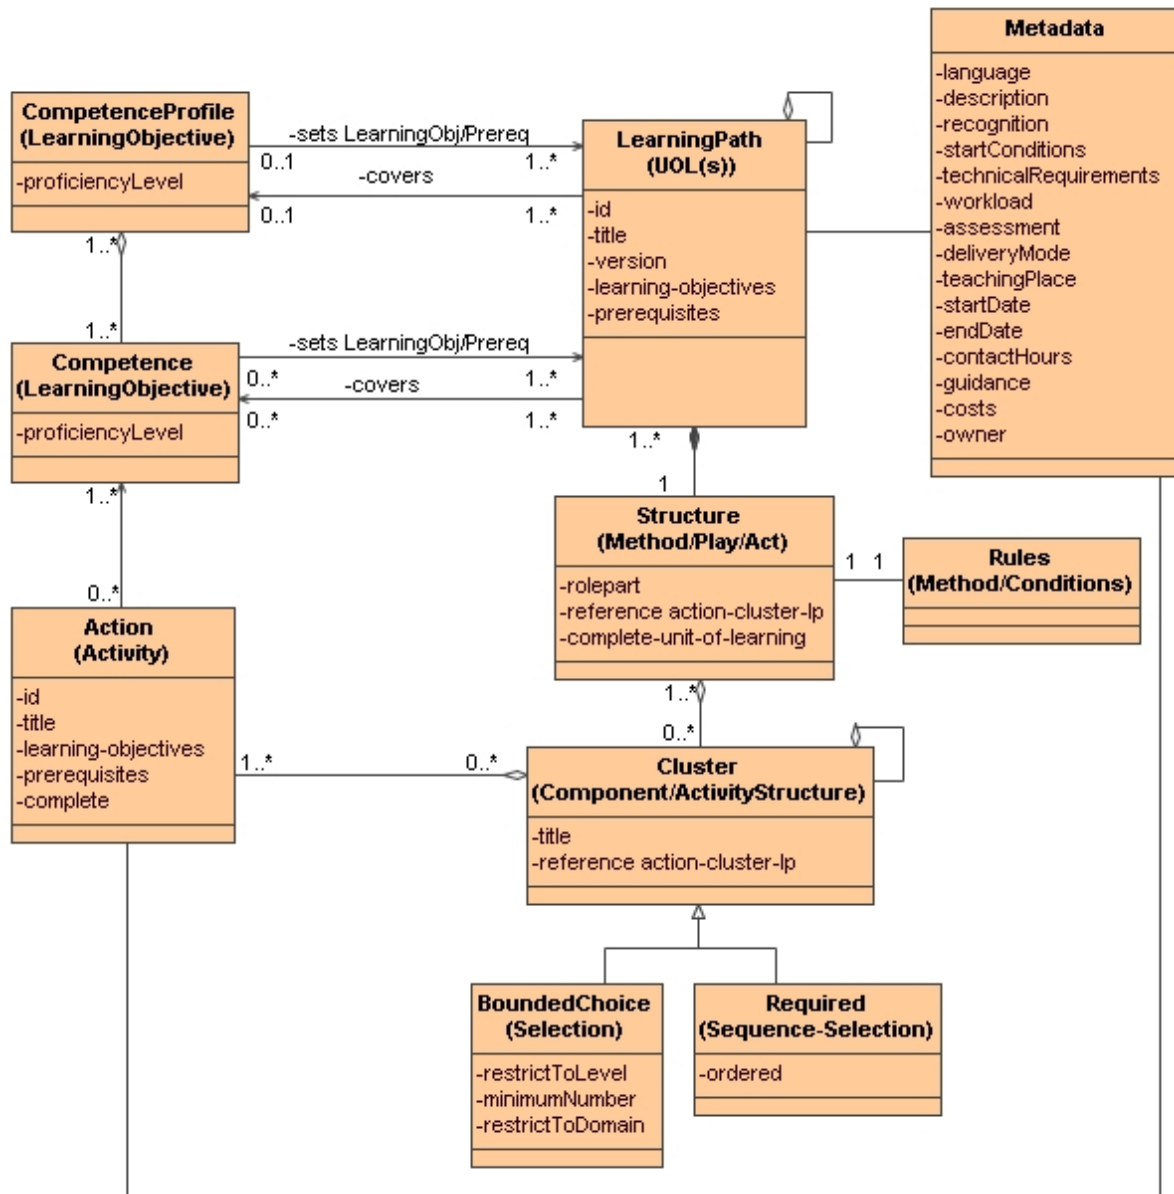 Metadata
-language
-description
-recognition
-startConditions
-technicalRequirements
-workload
-assessment
-deliveryMode
-teachingPlace
-startDate
-endDate
-contactHours
-guidance
-costs
-owner
CompetenceProfile
(LearningObjective)
-proficiencyLevel
-sets LearningObj/Prereq
0..1
1..*
-covers
0..1
1..*
LearningPath
(UOL(s))
-id
-title
-version
-learning-objectives
-prerequisites
1..*
1..*
Competence
(LearningObjective)
-proficiencyLevel
-sets LearningObj/Prereq
0..*
1..*
-covers
0..*
1..*
1..*
1
1..*
0..*
Structure
(Method/Play/Act)
-rolepart
-reference action-cluster-lp
-complete-unit-of-learning
1 1
Rules
(Method/Conditions)
Action
(Activity)
-id
-title
-learning-objectives
-prerequisites
-complete
1..*
0..*
1..*
0..*
Cluster
(Component/ActivityStructure)
-title
-reference action-cluster-lp
BoundedChoice
(Selection)
-restrictToLevel
-minimumNumber
-restrictToDomain
Required
(Sequence-Selection)
-ordered